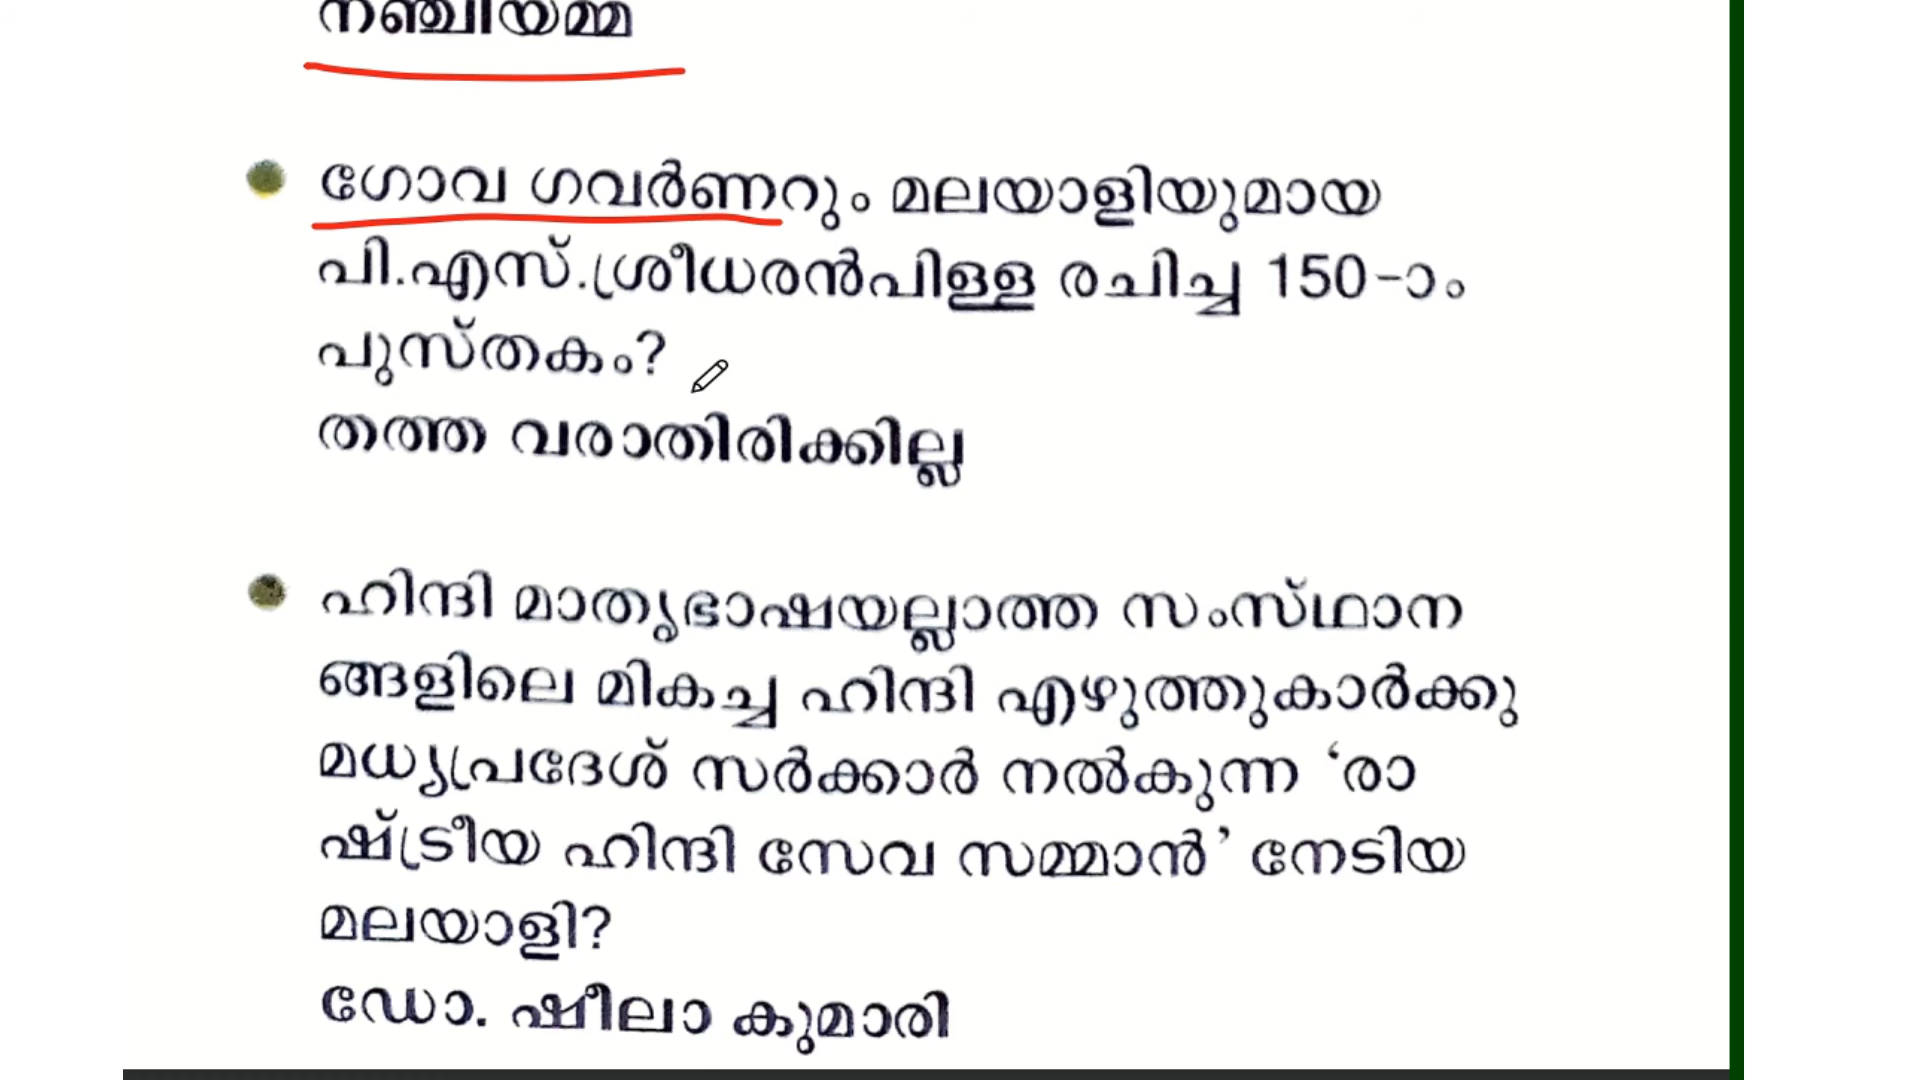 നഞ്ചിയമ്മ
ഗോവ ഗവർണറും മലയാളിയുമായ
പി.എസ്.ശ്രീധരൻപിള്ള രചിച്ച 150-ാം
പുസ്തകം?
തത്ത വരാതിരിക്കില്ല
ഹിന്ദി മാതൃഭാഷയല്ലാത്ത സംസ്ഥാന
ങ്ങളിലെ മികച്ച ഹിന്ദി എഴുത്തുകാർക്കു
മധ്യപ്രദേശ് സർക്കാർ നൽകുന്ന ‘രാ
ഷ്ട്രീയ ഹിന്ദി സേവ സമ്മാൻ’ നേടിയ
മലയാളി?
ഡോ. ഷീലാ കുമാരി